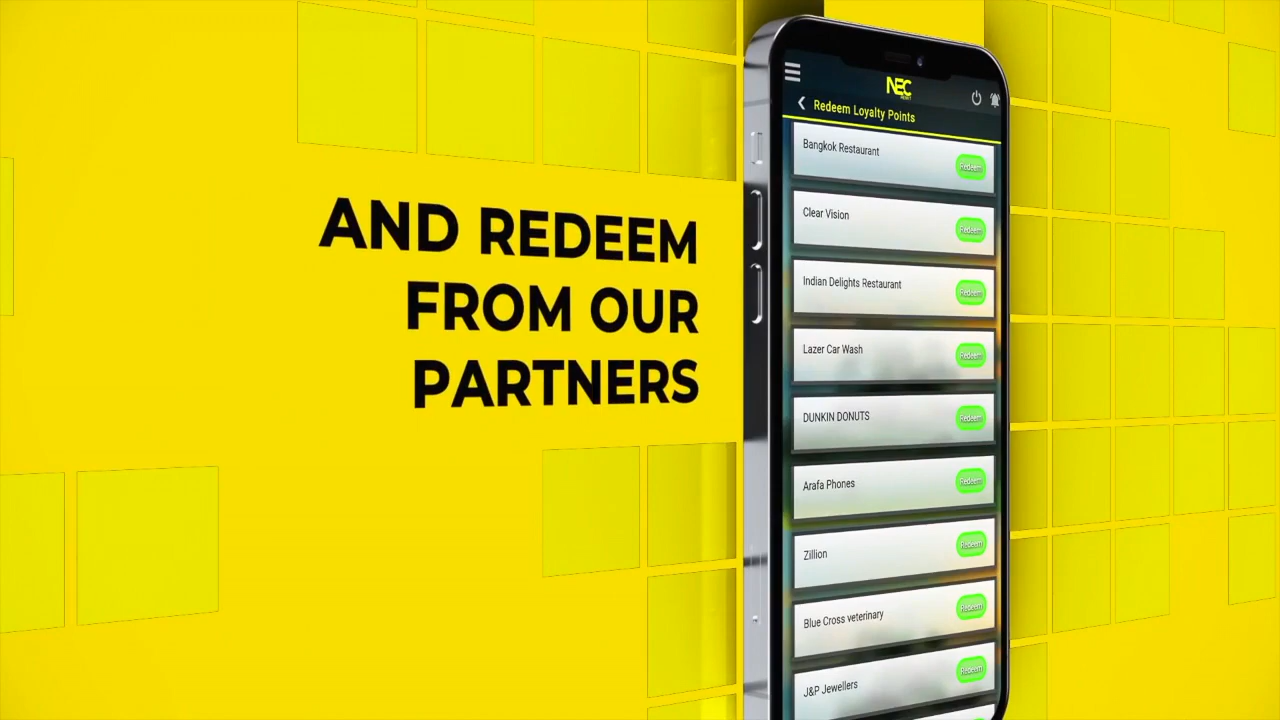 AND REDEEM
FROM OUR
PARTNERS
NEC
Redeem Loyalty Points
Bangkok Restaurant
Redeem
Clear Vision
Redeem
Indian Delights Restaurant
Redeem
Lazer Car Wash
Redeem
DUNKIN DONUTS
Redeem
Arafa Phones
Redeem
Zillion
Redeem
Blue Cross veterinary
Redeem
J&P Jewellers
Redeem